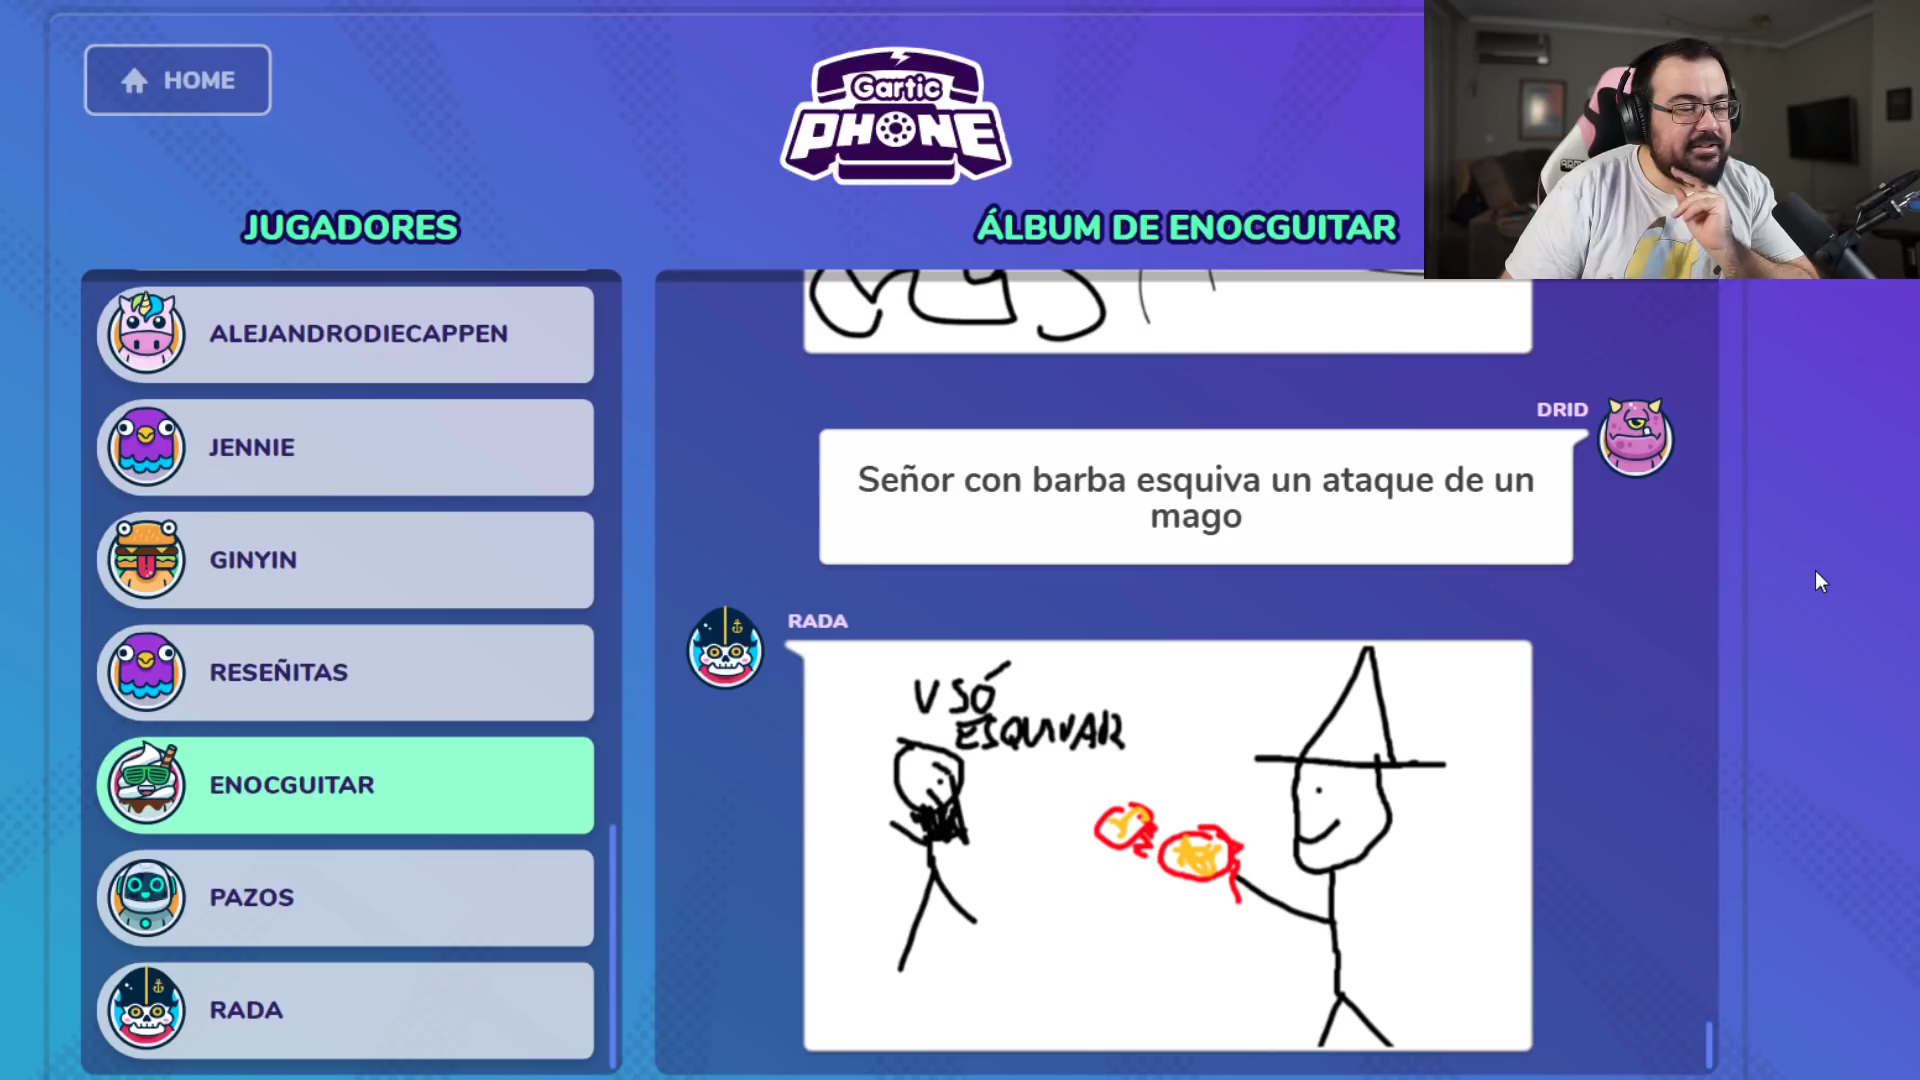 HOME
Gartic
PHONE
JUGADORES
ÁLBUM DE ENOCGUITAR
ALEJANDRODIECAPPEN
JENNIE
GINYIN
RESEÑITAS
ENOCGUITAR
PAZOS
RADA
DRID
Señor con barba esquiva un ataque de un
mago
RADA
USÓ
ESQUIVAR